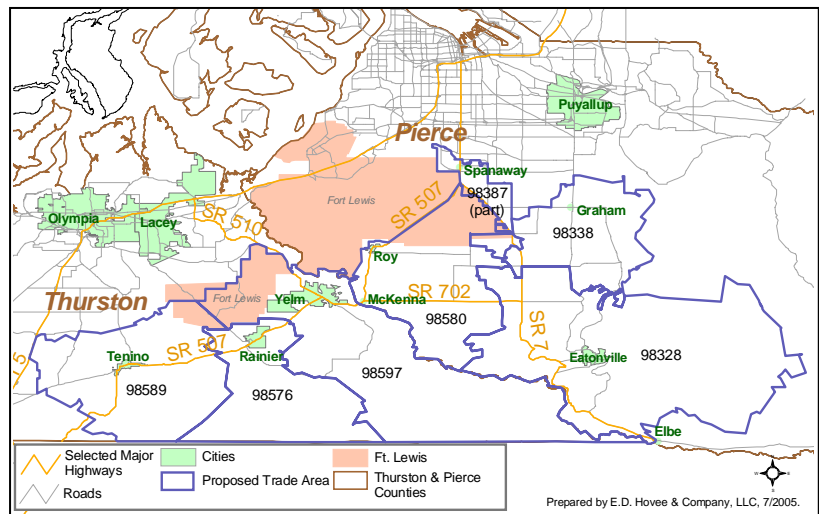 Puyallup
Pierce
Spanaway
98387
(part)
Fort Lewis
SR 507
Graham
98338
Olympia
Lacey
SR 510
Roy
Thurston
Fort Lewis
Yelm
McKenna
SR 702
98580
SR 7
Tenino
SR 507
Rainier
Eatonville
98328
98597
98589
98576
Elbe
Selected Major
Highways
Roads
Cities
Proposed Trade Area
Ft. Lewis
Thurston & Pierce
Counties
N
W
E
S
Prepared by E.D. Hovee & Company, LLC, 7/2005.